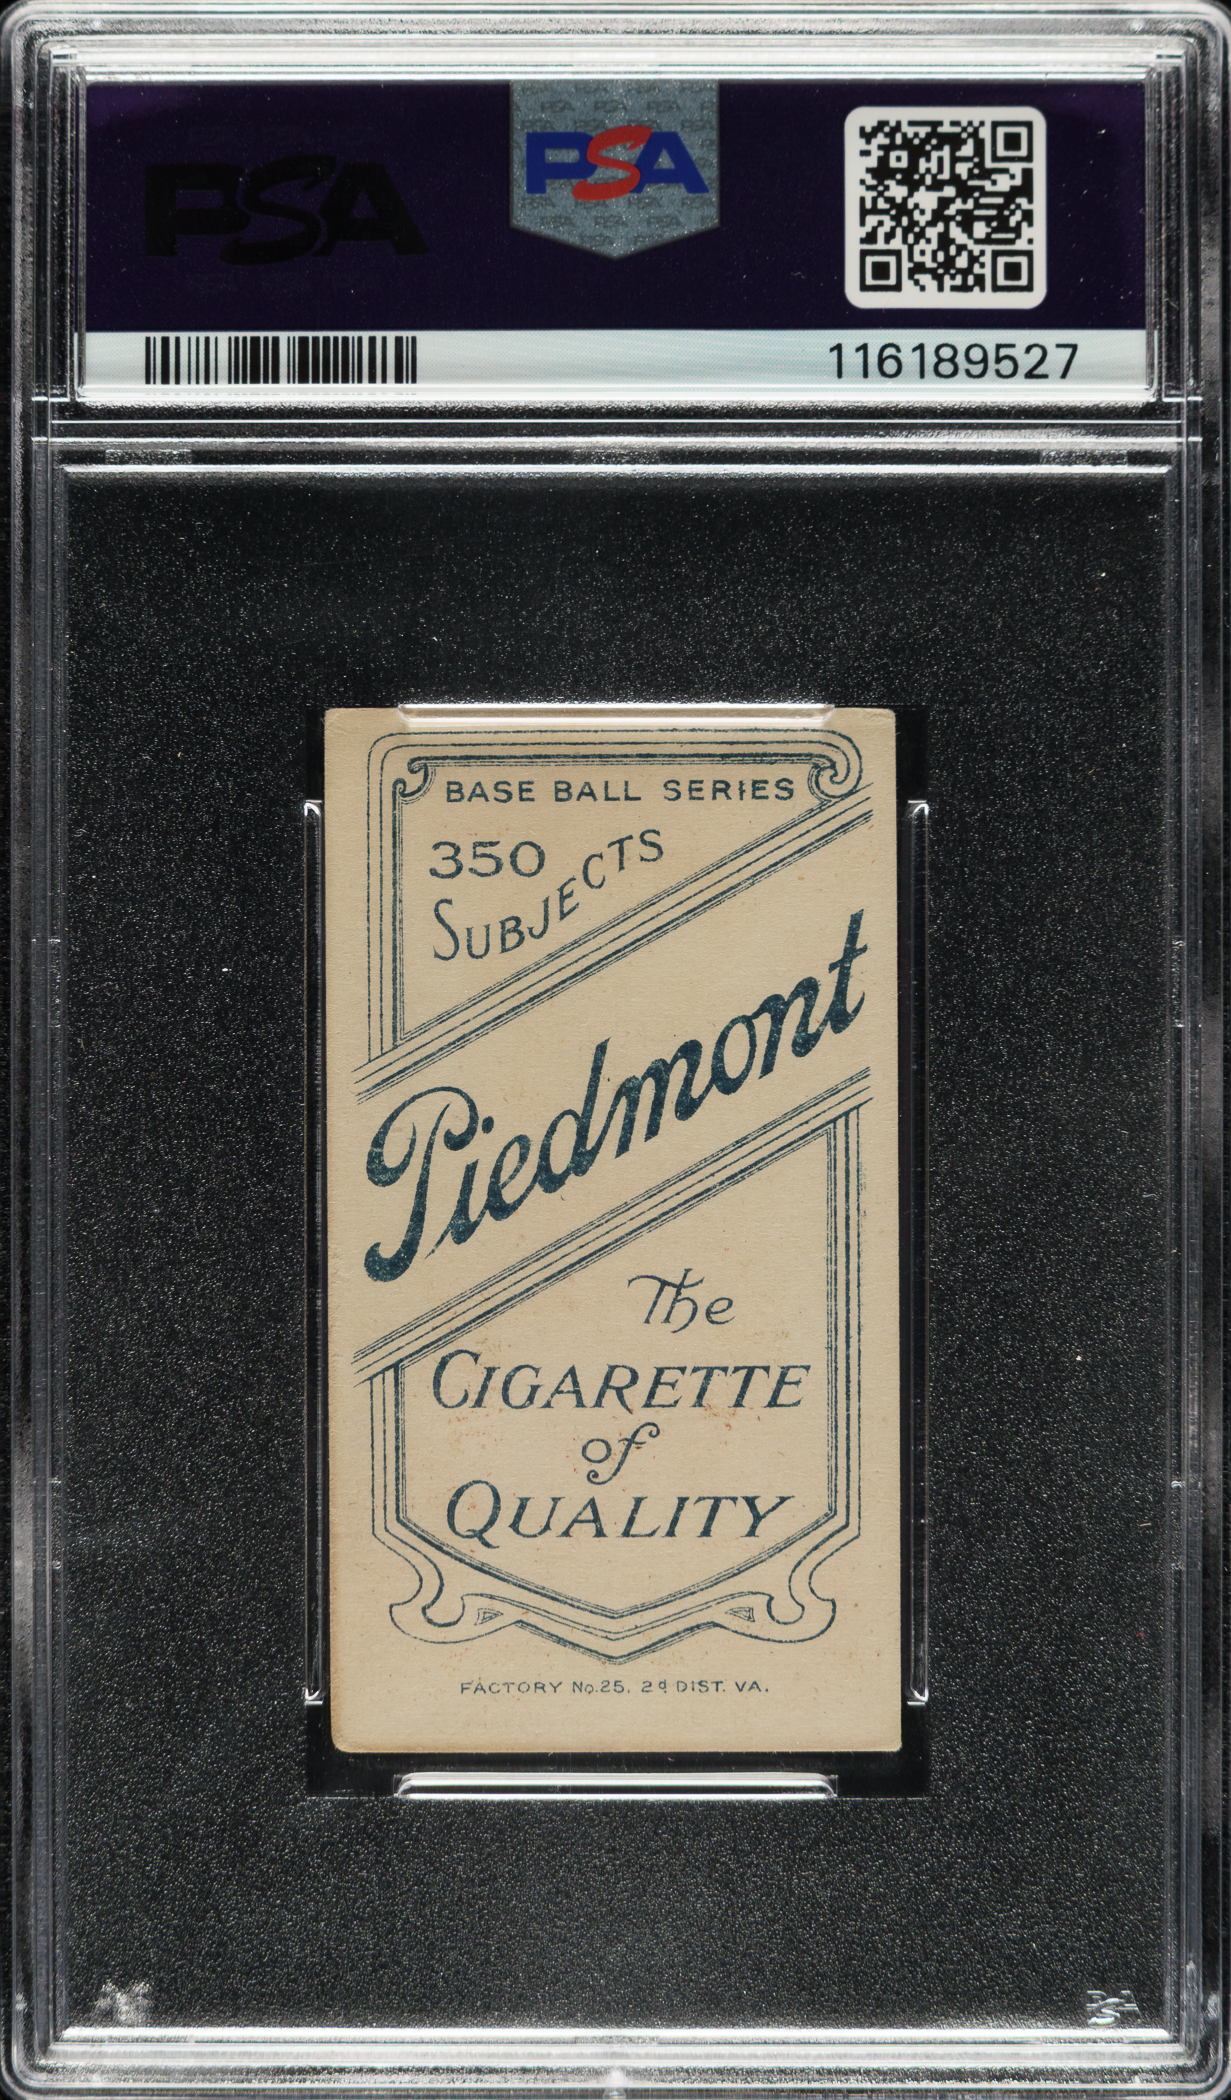 PSA
PSA
116189527
BASE BALL SERIES
350
SUBJECTS
Piedmont
The
CIGARETTE
of
QUALITY
FACTORY No.25. 2d DIST. VA.
PSA